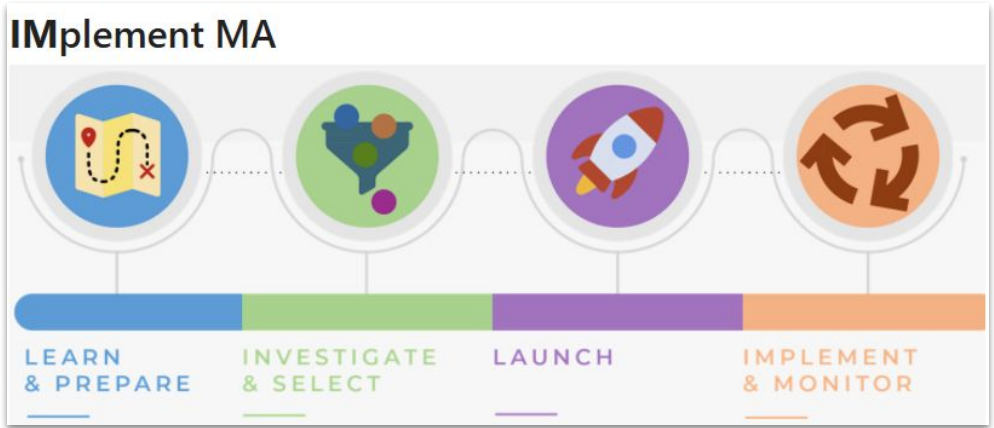 IMplement MA
LEARN
& PREPARE
INVESTIGATE
& SELECT
LAUNCH
IMPLEMENT
& MONITOR